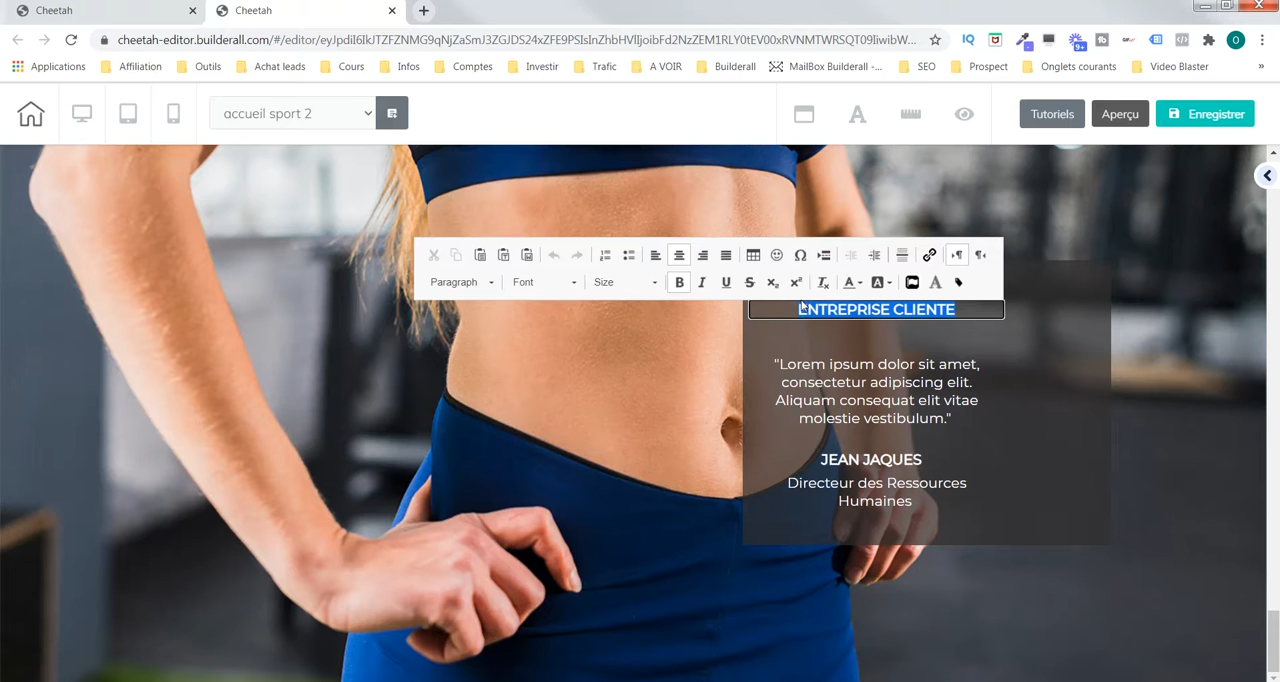 Cheetah
Cheetah
cheetah-editor.builderall.com/#/editor/
Applications
Affiliation
Outils
Achat leads
Cours
Infos
Comptes
Investir
Trafic
A VOIR
Builderall
MailBox Builderall -...
SEO
Prospect
Onglets courants
Video Blaster
»
accueil sport 2
Tutoriels
Aperçu
Enregistrer
Paragraph
Font
Size
ENTREPRISE CLIENTE
"Lorem ipsum dolor sit amet,
consectetur adipiscing elit.
Aliquam consequat elit vitae
molestie vestibulum."
JEAN JAQUES
Directeur des Ressources
Humaines